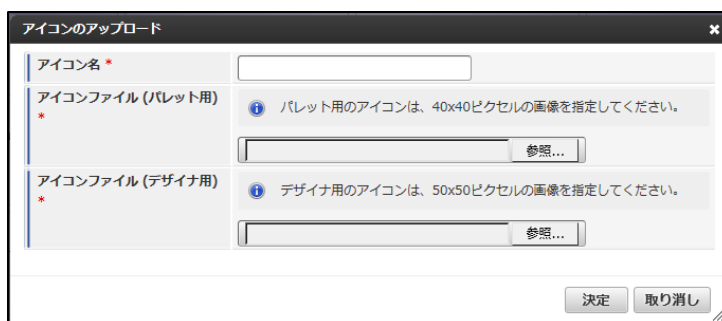 アイコンのアップロード
アイコン名 *
アイコンファイル (パレット用)
*
パレット用のアイコンは、40x40ピクセルの画像を指定してください。
参照...
アイコンファイル (デザイナ用)
*
デザイナ用のアイコンは、50x50ピクセルの画像を指定してください。
参照...
決定 取り消し